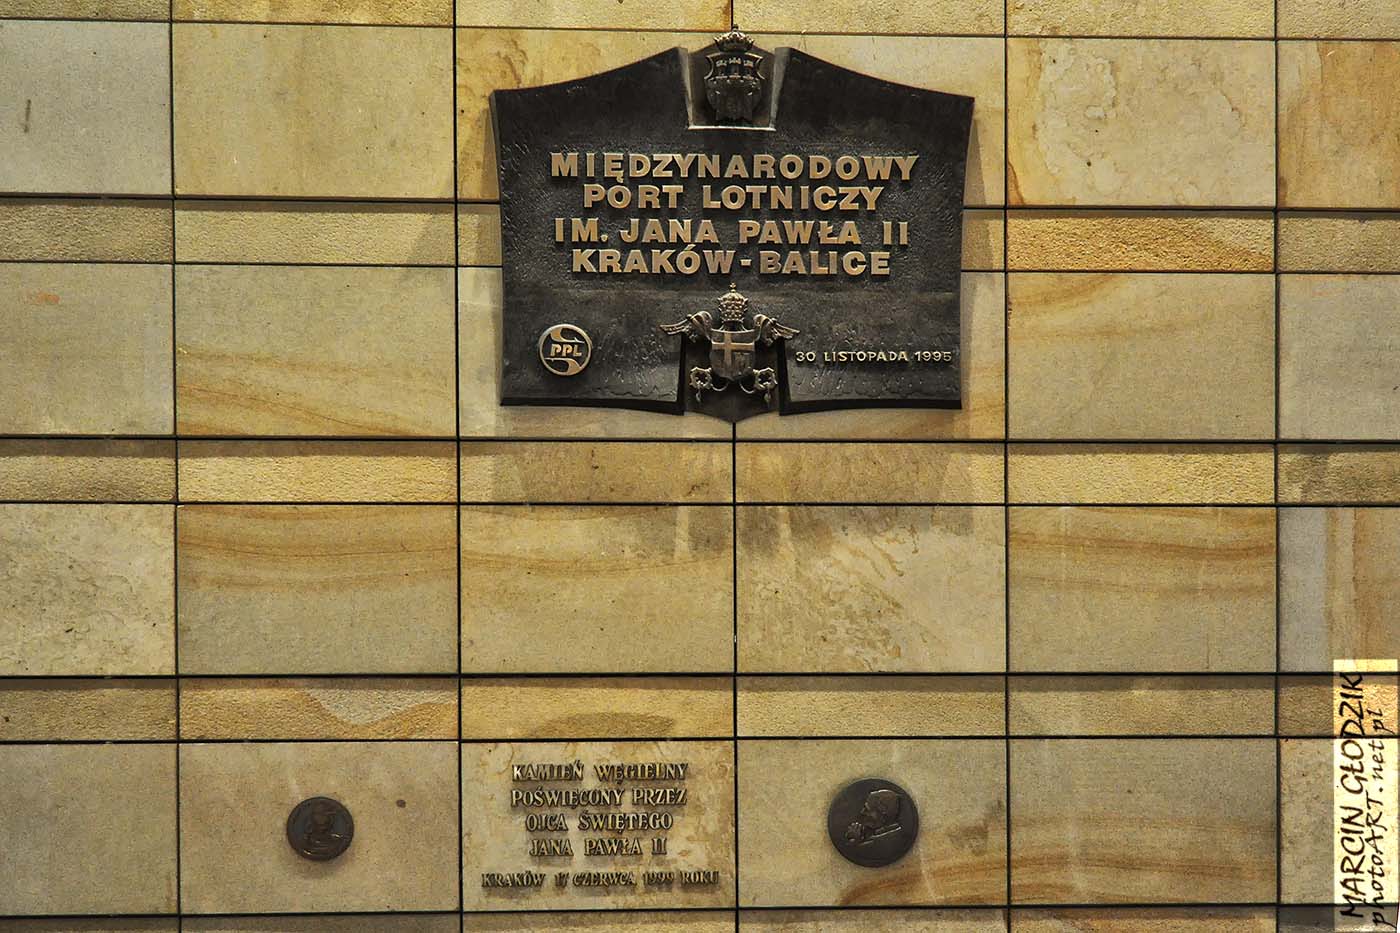 MIĘDZYNARODOWY
PORT LOTNICZY
IM. JANA PAWŁA II
KRAKÓW-BALICE
PPL
30 LISTOPADA 1995
KAMIEŃ WĘGIELNY
POŚWIĘCONY PRZEZ
OJCA ŚWIĘTEGO
JANA PAWŁA II
KRAKÓW 17 CZERWCA 1999 ROKU
MARCIN GŁODZIK
photoART.net.pl